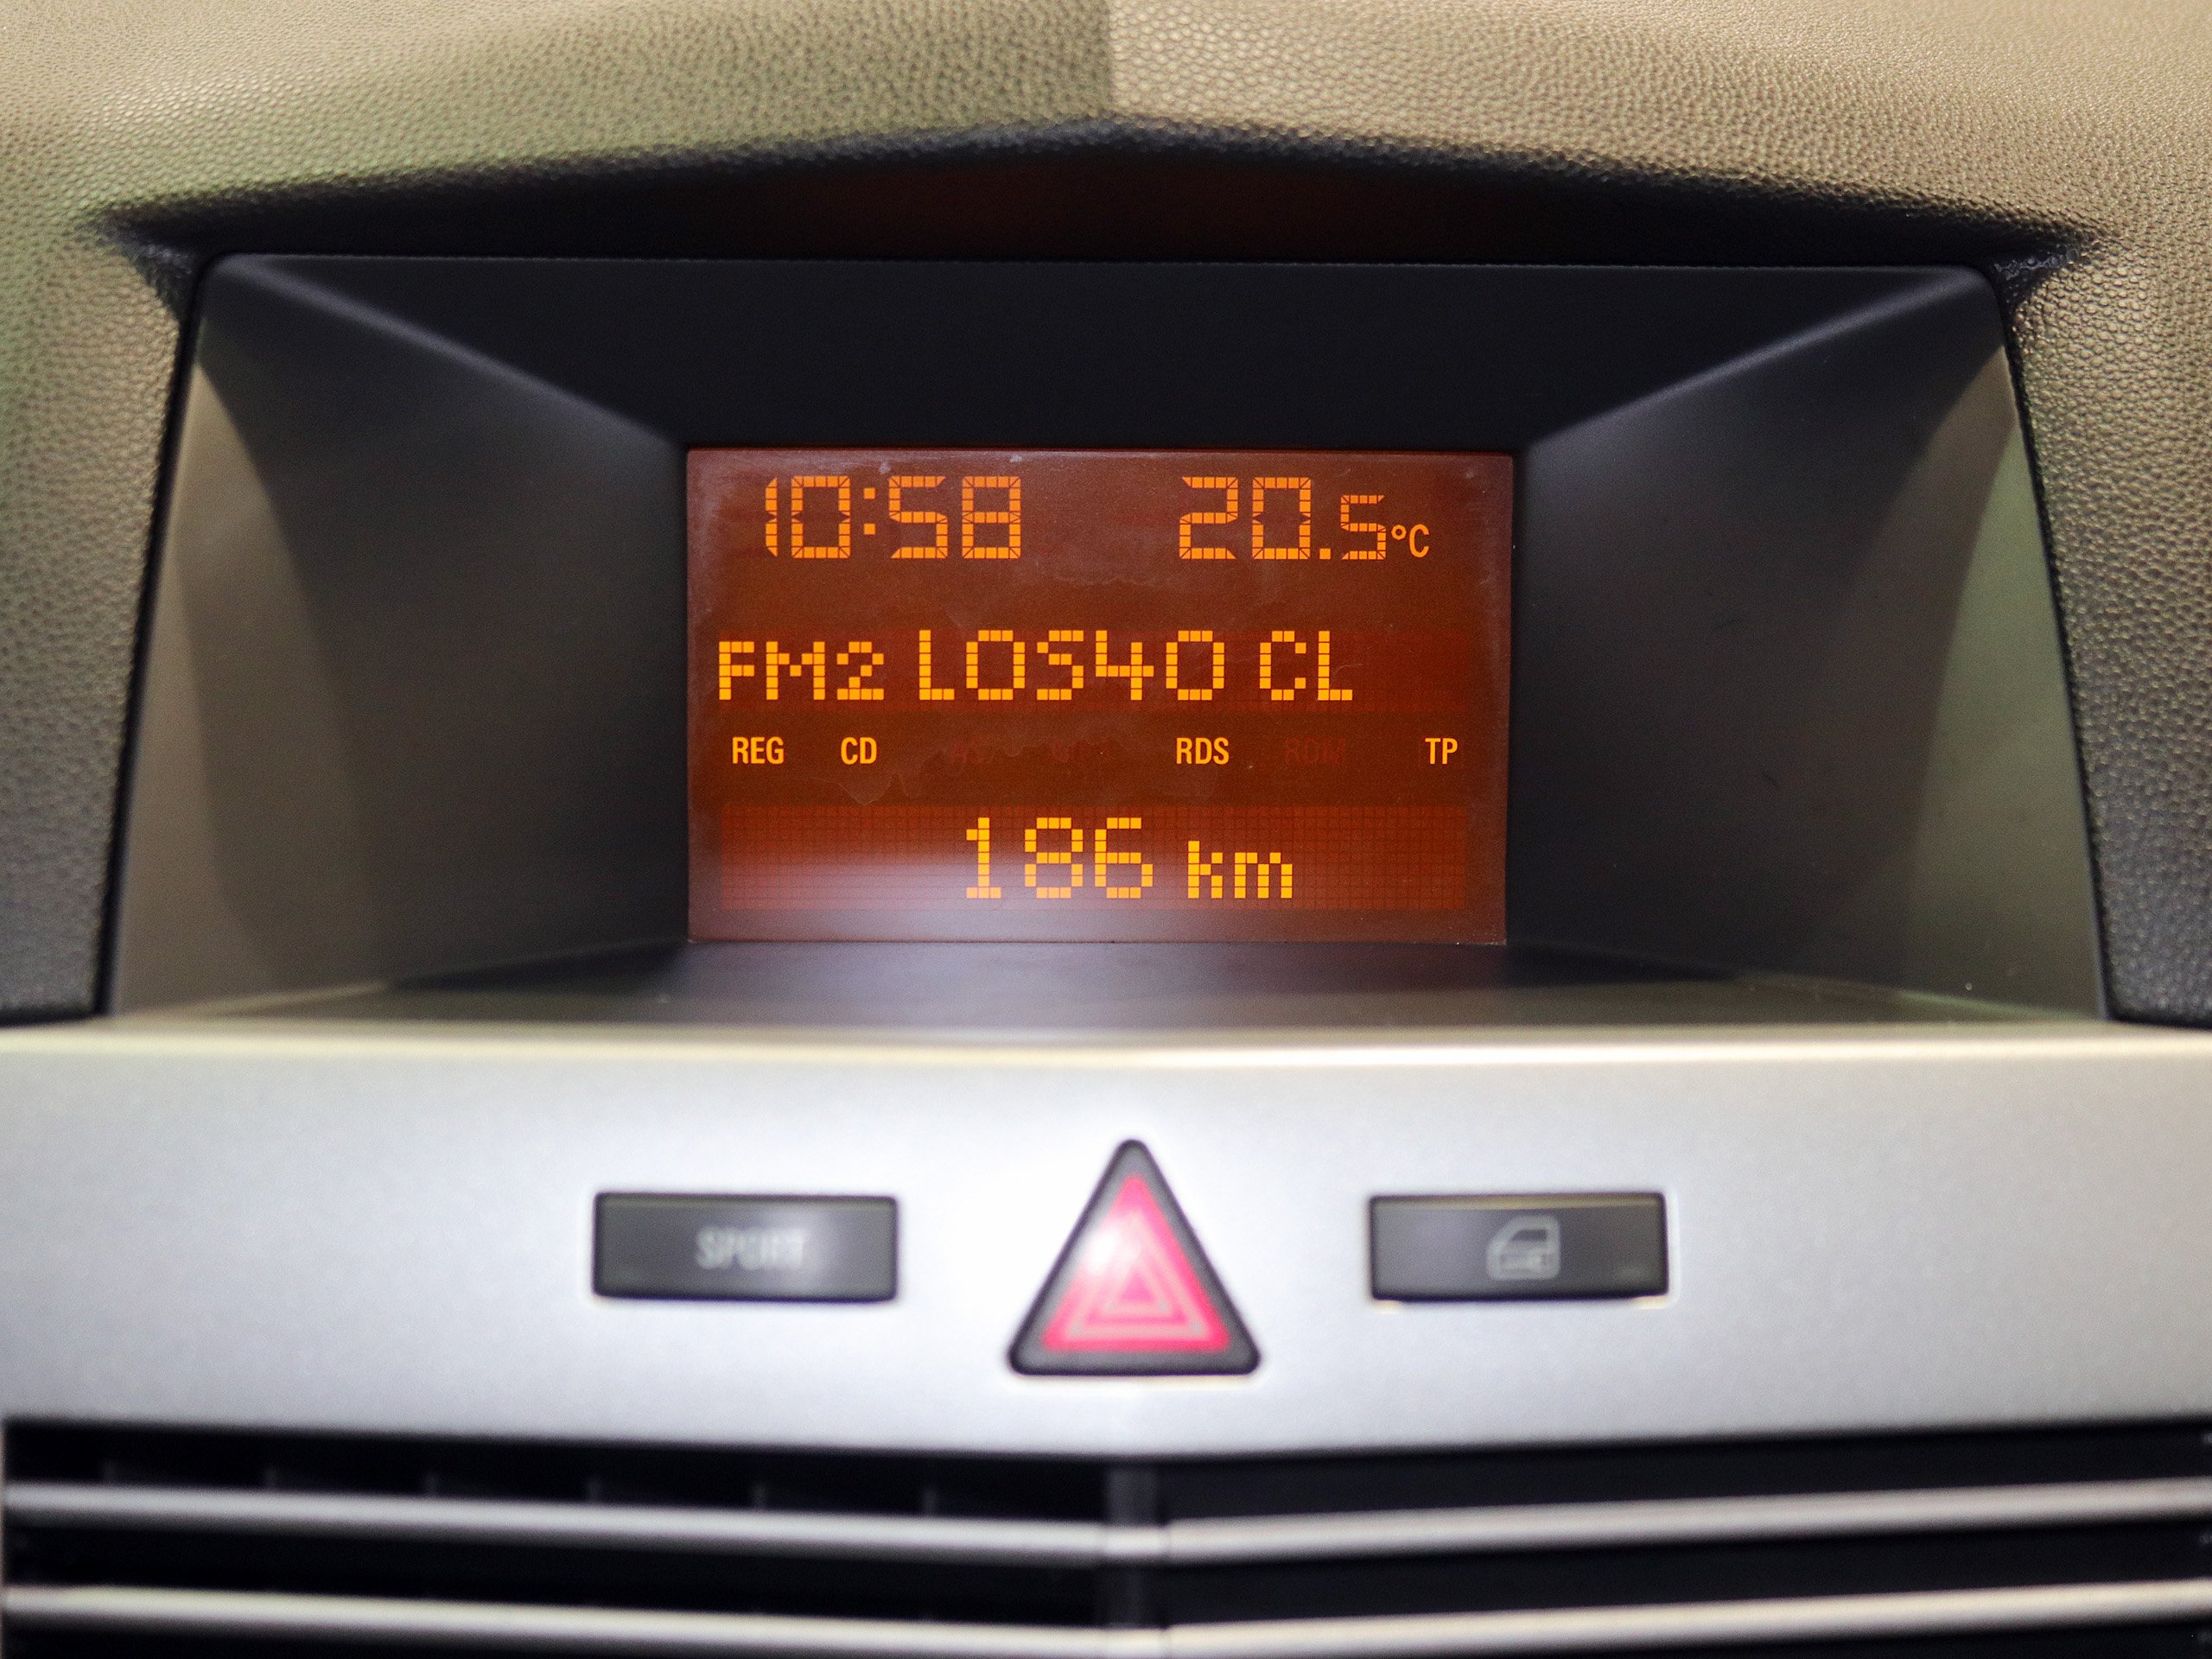 10:58 20.5°C
FM2 LOS40 CL
REG CD RDS TP
186 km
SPORT